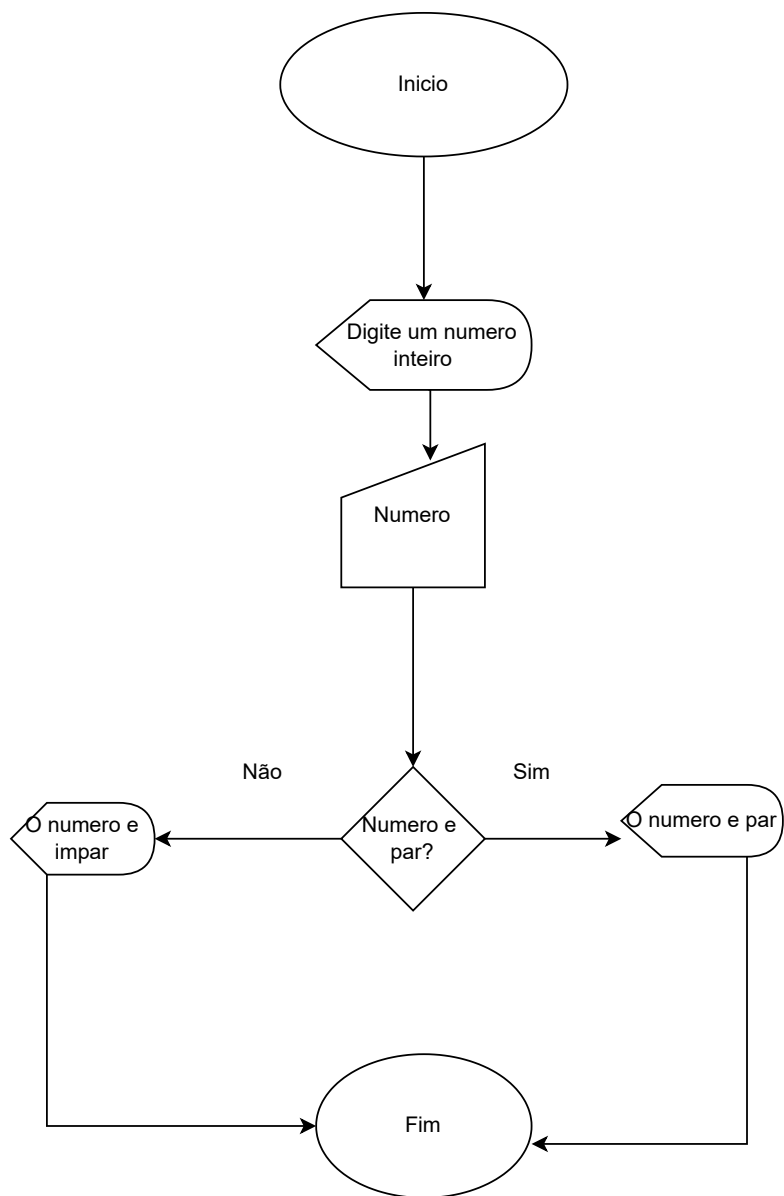 Inicio
Digite um numero
inteiro
Numero
Não
Sim
O numero e
impar
Numero e
par?
O numero e par
Fim